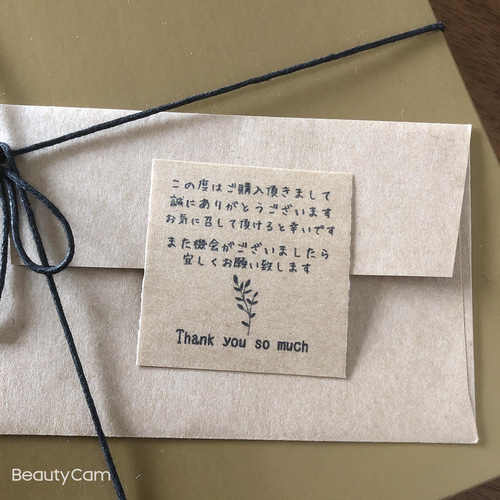 この度はご購入頂きまして
誠にありがとうございます
お気に召して頂けると幸いです
また機会がございましたら
宜しくお願い致します
Thank you so much
BeautyCam